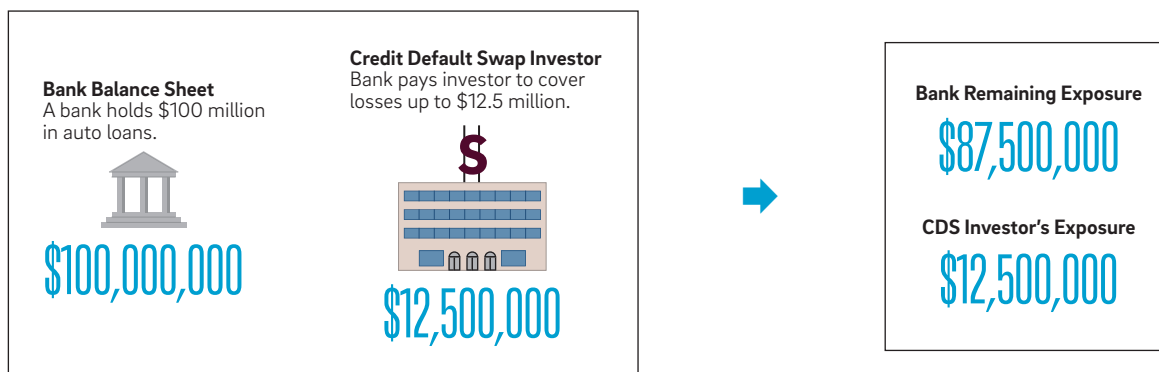 Bank Balance Sheet
A bank holds $100 million
in auto loans.
$100,000,000
Credit Default Swap Investor
Bank pays investor to cover
losses up to $12.5 million.
$
$12,500,000
Bank Remaining Exposure
$87,500,000
CDS Investor’s Exposure
$12,500,000